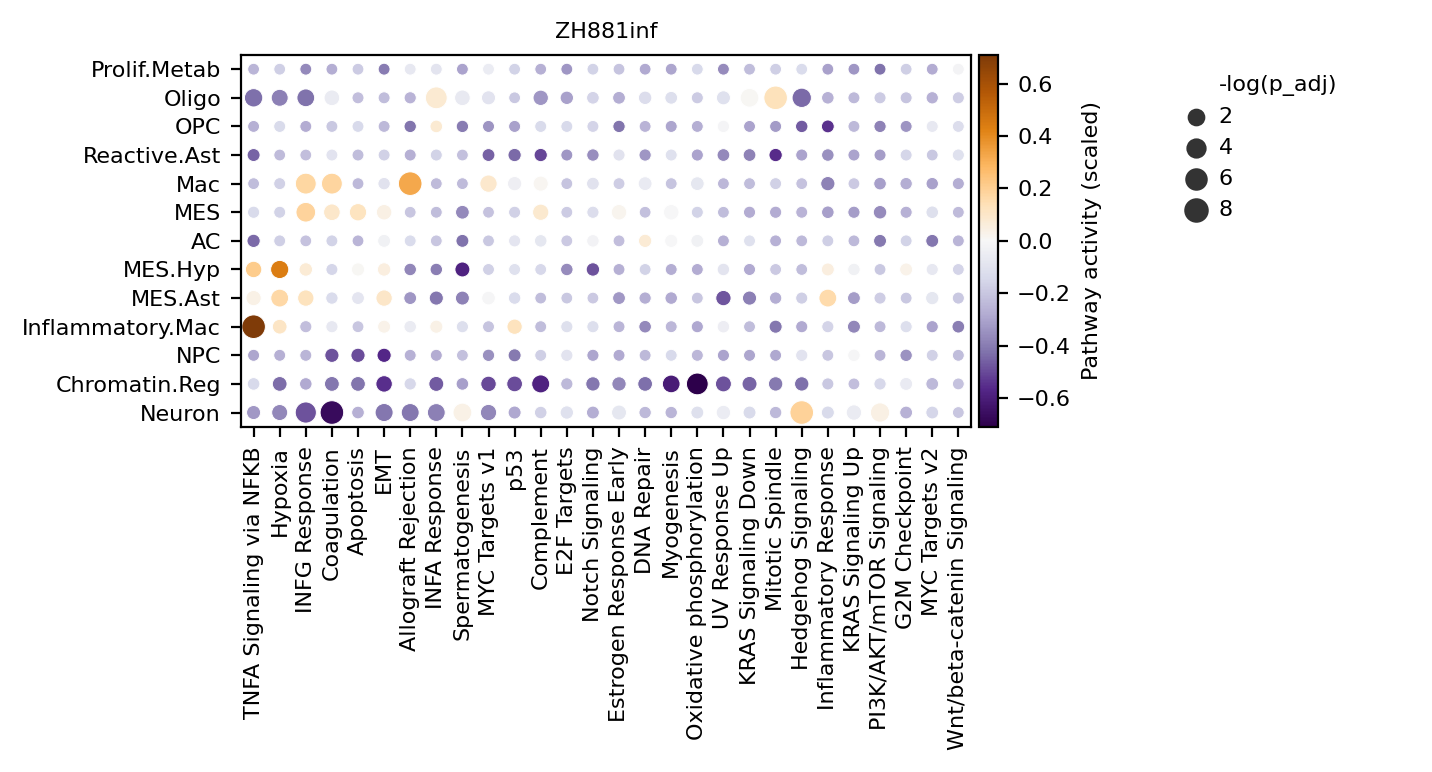 ZH881inf
Prolif.Metab
Oligo
OPC
Reactive.Ast
Mac
MES
AC
MES.Hyp
MES.Ast
Inflammatory.Mac
NPC
Chromatin.Reg
Neuron
TNFA Signaling via NFKB
Hypoxia
INFG Response
Coagulation
Apoptosis
EMT
Allograft Rejection
INFA Response
Spermatogenesis
MYC Targets v1
p53
Complement
E2F Targets
Notch Signaling
Estrogen Response Early
DNA Repair
Myogenesis
Oxidative phosphorylation
UV Response Up
KRAS Signaling Down
Mitotic Spindle
Hedgehog Signaling
Inflammatory Response
KRAS Signaling Up
PI3K/AKT/mTOR Signaling
G2M Checkpoint
MYC Targets v2
Wnt/beta-catenin Signaling
0.6
0.4
0.2
0.0
−0.2
−0.4
−0.6
Pathway activity (scaled)
-log(p_adj)
2
4
6
8